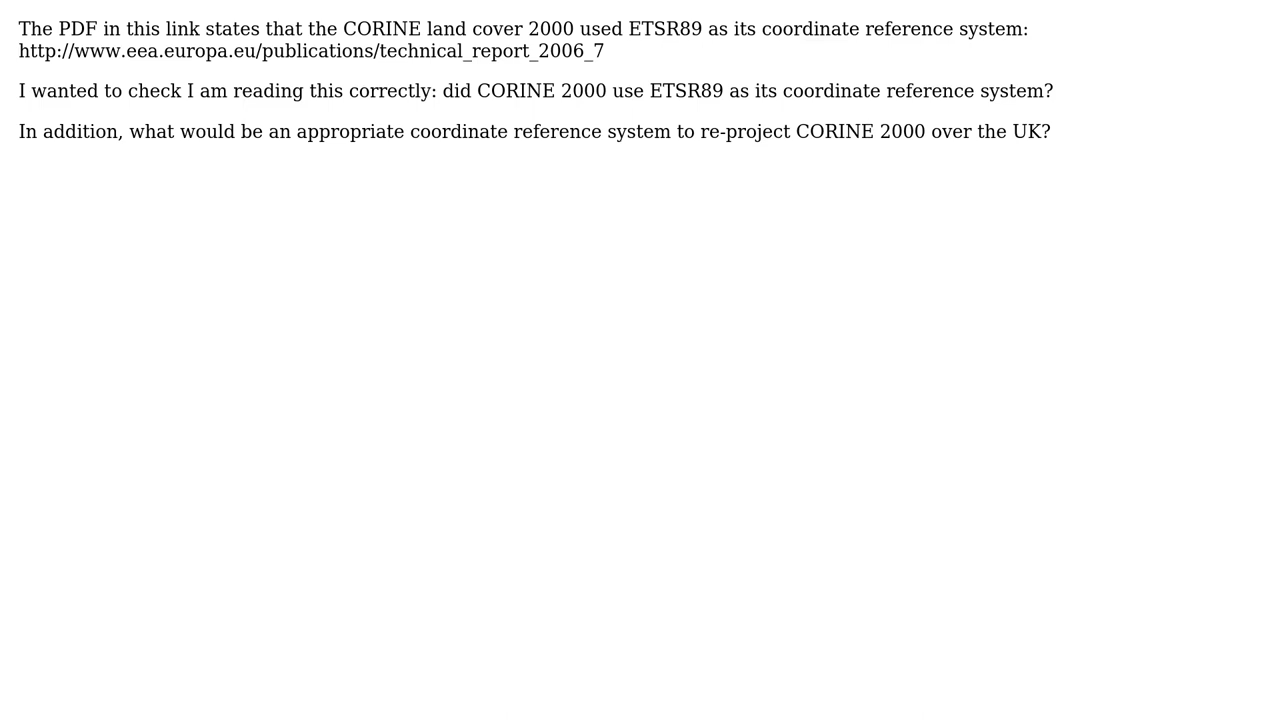 The PDF in this link states that the CORINE land cover 2000 used ETSR89 as its coordinate reference system:
http://www.eea.europa.eu/publications/technical_report_2006_7
I wanted to check I am reading this correctly: did CORINE 2000 use ETSR89 as its coordinate reference system?
In addition, what would be an appropriate coordinate reference system to re-project CORINE 2000 over the UK?